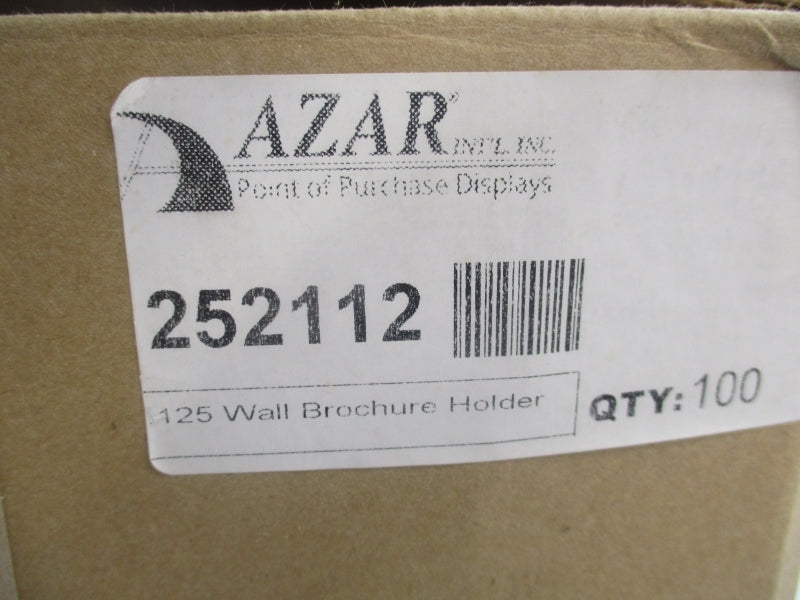 AZAR® INT'L. INC.
Point of Purchase Displays
252112
.125 Wall Brochure Holder
QTY: 100